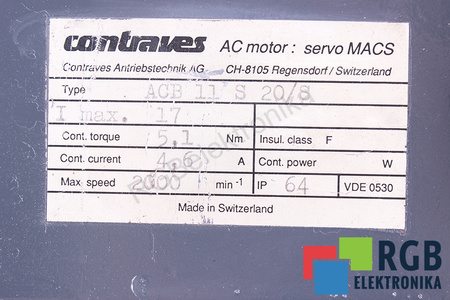 contraves AC motor: servo MACS
Contraves Antriebstechnik AG CH-8105 Regensdorf / Switzerland
Type ACB 11 S 20/S
I max. 17
Cont. torque 5,1 Nm Insul. class F
Cont. current 4,6 A Cont. power W
Max speed 2000 min⁻¹ IP 64 VDE 0530
Made in Switzerland
RGB
ELEKTRONIKA